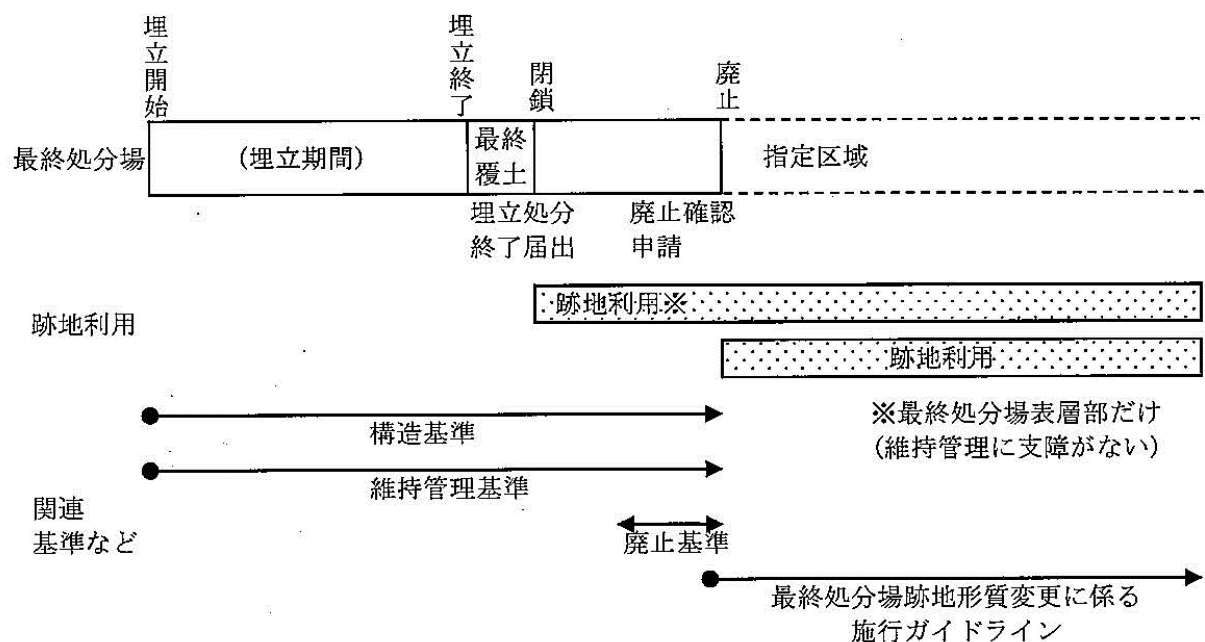 埋立開始
埋立終了
閉鎖
廃止
最終処分場
(埋立期間)
最終
覆土
指定区域
埋立処分
終了届出
廃止確認
申請
跡地利用※
跡地利用
跡地利用
構造基準
※最終処分場表層部だけ
(維持管理に支障がない)
維持管理基準
関連
基準など
廃止基準
最終処分場跡地形質変更に係る
施行ガイドライン